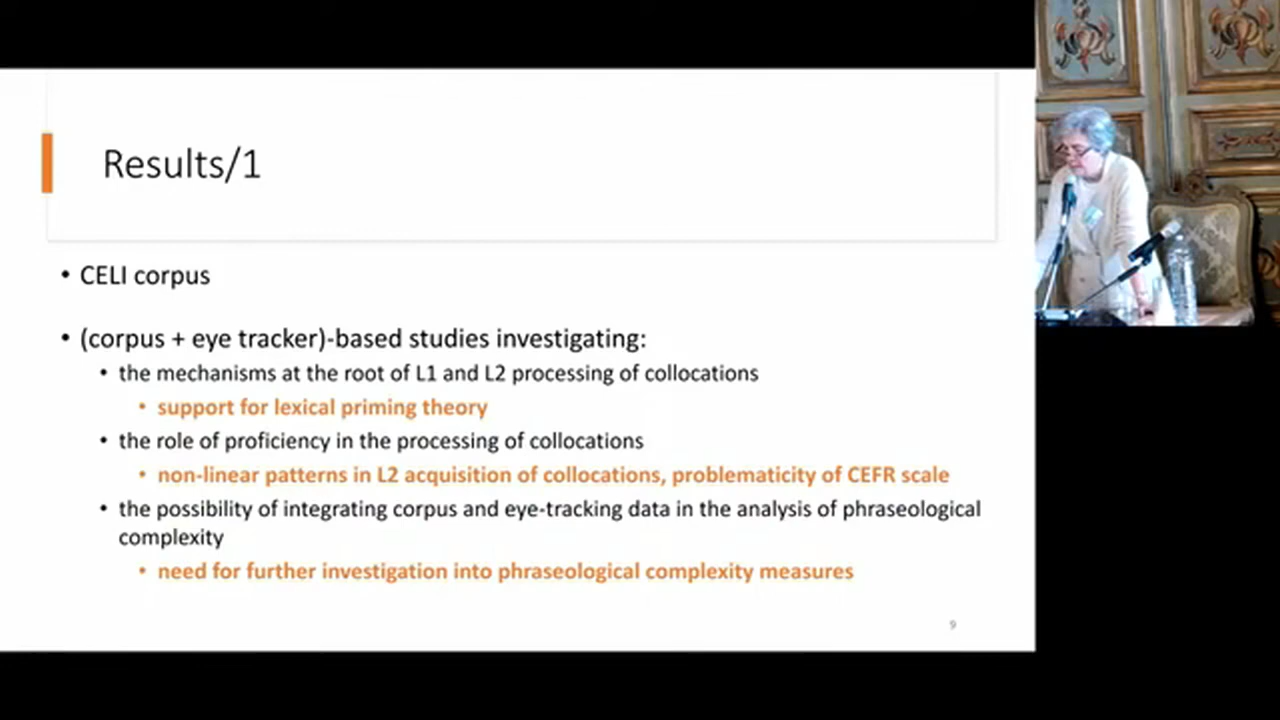 Results/1
• CELI corpus
• (corpus + eye tracker)-based studies investigating:
• the mechanisms at the root of L1 and L2 processing of collocations
• support for lexical priming theory
• the role of proficiency in the processing of collocations
• non-linear patterns in L2 acquisition of collocations, problematicity of CEFR scale
• the possibility of integrating corpus and eye-tracking data in the analysis of phraseological
complexity
• need for further investigation into phraseological complexity measures
9